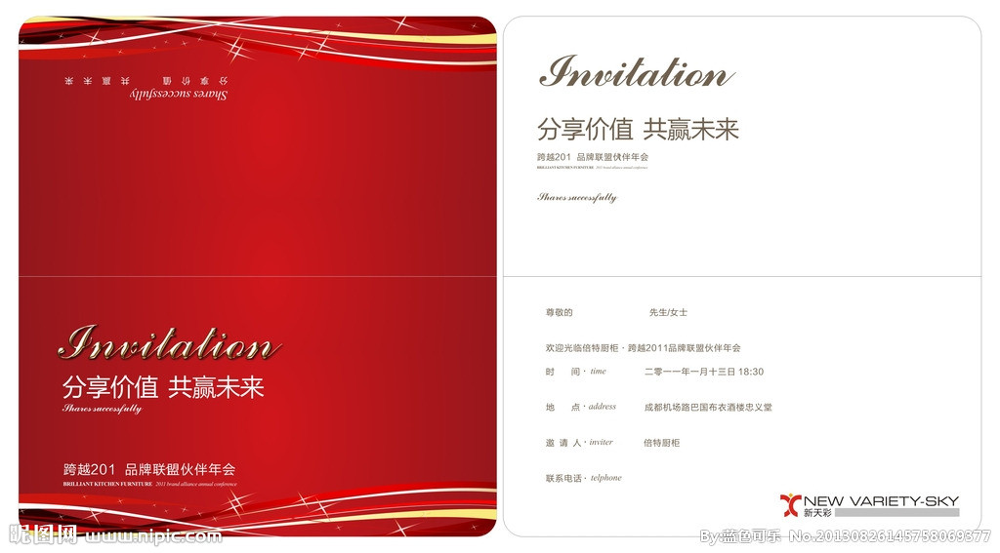 分享价值 共赢未来
Shares successfully
Invitation
分享价值 共赢未来
Shares successfully
跨越201 品牌联盟伙伴年会
BRILLIANT KITCHEN FURNITURE 2011 brand alliance annual conference
Invitation
分享价值 共赢未来
跨越201 品牌联盟伙伴年会
BRILLIANT KITCHEN FURNITURE 2011 brand alliance annual conference
Shares successfully
尊敬的 先生/女士
欢迎光临倍特厨柜·跨越2011品牌联盟伙伴年会
时 间·time 二零一一年一月十三日 18:30
地 点·address 成都机场路巴国布衣酒楼忠义堂
邀 请 人·inviter 倍特厨柜
联系电话·telphone
NEW VARIETY-SKY
新天彩
昵图网 www.nipic.com
By:蓝色可乐 No.20130826145758069377